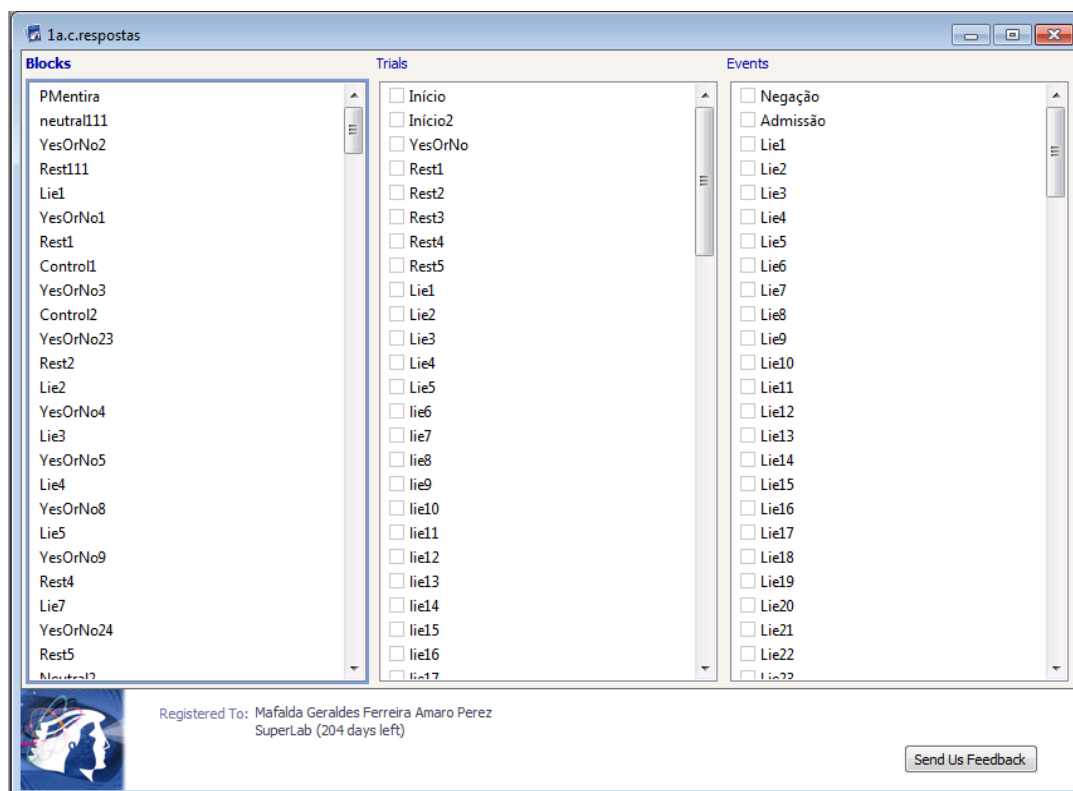 1a.c.respostas
Blocks
PMentira
neutral111
YesOrNo2
Rest111
Lie1
YesOrNo1
Rest1
Control1
YesOrNo3
Control2
YesOrNo23
Rest2
Lie2
YesOrNo4
Lie3
YesOrNo5
Lie4
YesOrNo8
Lie5
YesOrNo9
Rest4
Lie7
YesOrNo24
Rest5
Neutral2
Trials
Início
Início2
YesOrNo
Rest1
Rest2
Rest3
Rest4
Rest5
Lie1
Lie2
Lie3
Lie4
Lie5
lie6
lie7
lie8
lie9
lie10
lie11
lie12
lie13
lie14
lie15
lie16
lie17
Events
Negação
Admissão
Lie1
Lie2
Lie3
Lie4
Lie5
Lie6
Lie7
Lie8
Lie9
Lie10
Lie11
Lie12
Lie13
Lie14
Lie15
Lie16
Lie17
Lie18
Lie19
Lie20
Lie21
Lie22
Lie23
Registered To: Mafalda Geraldes Ferreira Amaro Perez
SuperLab (204 days left)
Send Us Feedback